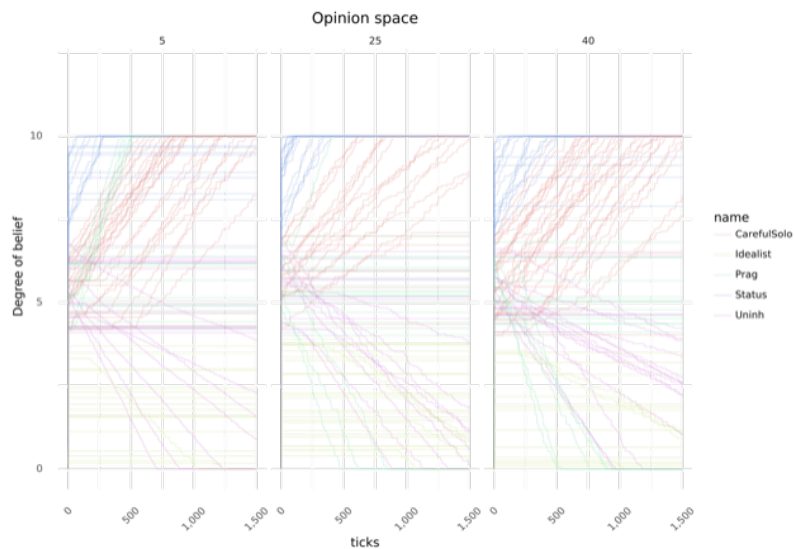 Opinion space
5 25 40
10
5
0
Degree of belief
0 500 1,000 1,500 0 500 1,000 1,500 0 500 1,000 1,500
ticks
name
CarefulSolo
Idealist
Prag
Status
Uninh